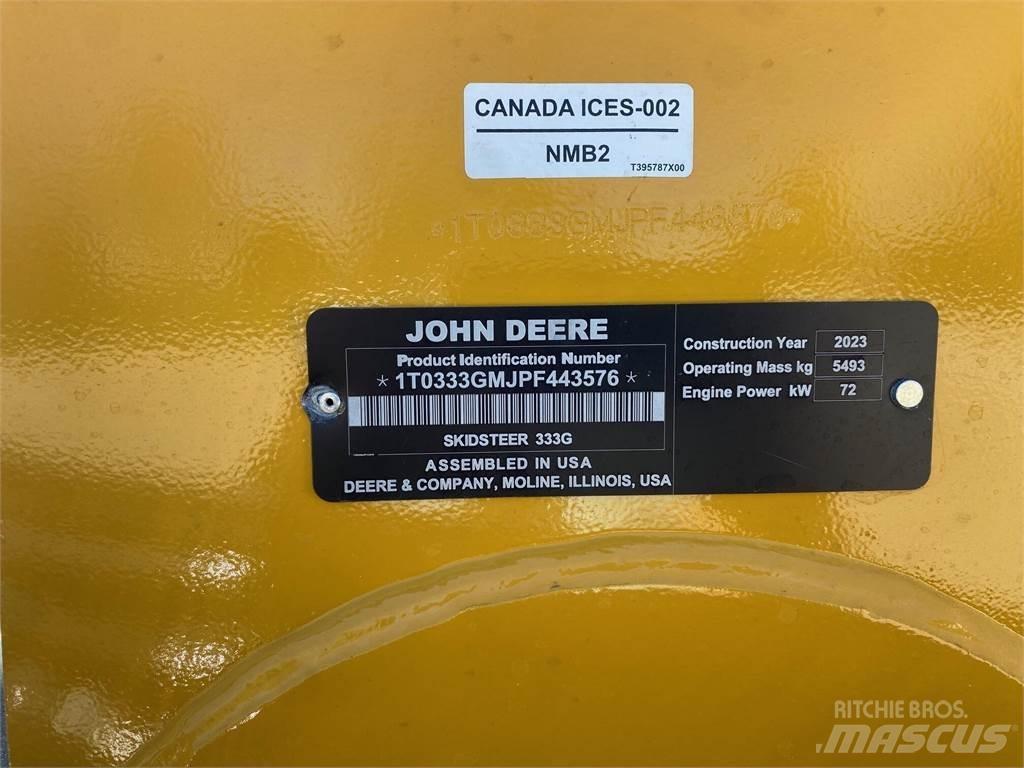 CANADA ICES-002
NMB2
T395787X00
*1T0333GMJPF443576*
JOHN DEERE
Product Identification Number
* 1T0333GMJPF443576 *
SKIDSTEER 333G
ASSEMBLED IN USA
DEERE & COMPANY, MOLINE, ILLINOIS, USA
Construction Year 2023
Operating Mass kg 5493
Engine Power kW 72
RITCHIE BROS.
MASCUS